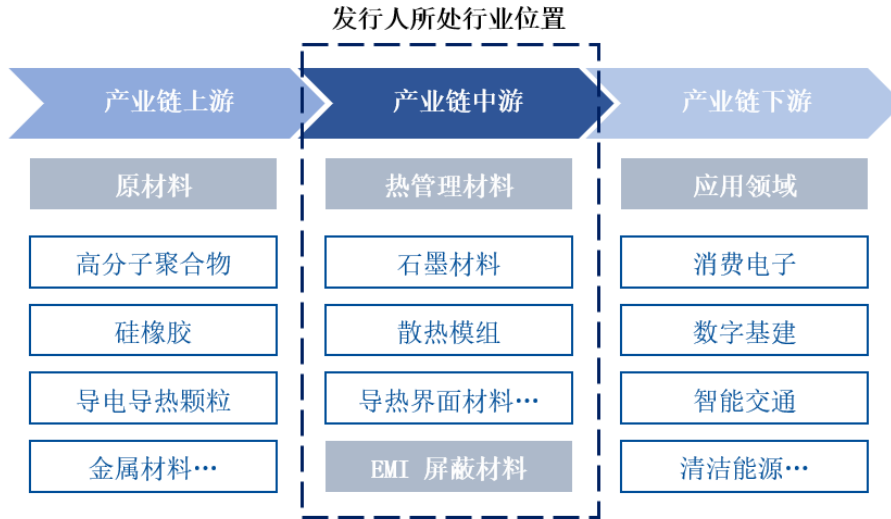 发行人所处行业位置
产业链上游
产业链中游
产业链下游
原材料
热管理材料
应用领域
高分子聚合物
石墨材料
消费电子
硅橡胶
散热模组
数字基建
导电导热颗粒
导热界面材料…
智能交通
金属材料…
EMI 屏蔽材料
清洁能源…